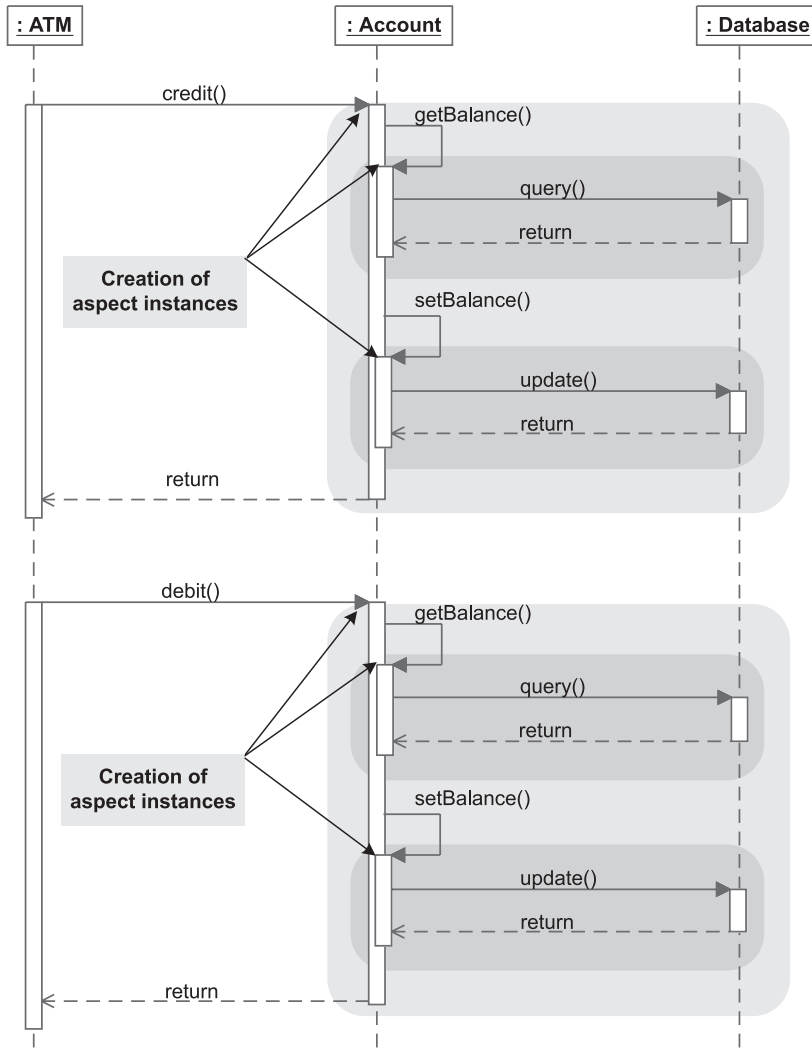 : ATM
: Account
: Database
credit()
getBalance()
query()
return
Creation of
aspect instances
setBalance()
update()
return
return
debit()
getBalance()
query()
return
Creation of
aspect instances
setBalance()
update()
return
return